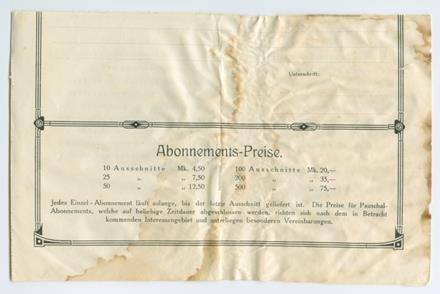 Unterschrift:
Abonnements-Preise.
10 Ausschnitte Mk. 4,50 100 Ausschnitte Mk. 20,—
25 „ „ 7,50 200 „ „ 35,—
50 „ „ 12,50 500 „ „ 75,—
Jedes Einzel-Abonnement läuft solange, bis der letzte Ausschnitt geliefert ist. Die Preise für Pauschal-
Abonnements, welche auf beliebige Zeitdauer abgeschlossen werden, richten sich nach dem in Betracht
kommenden Interessengebiet und unterliegen besonderen Vereinbarungen.